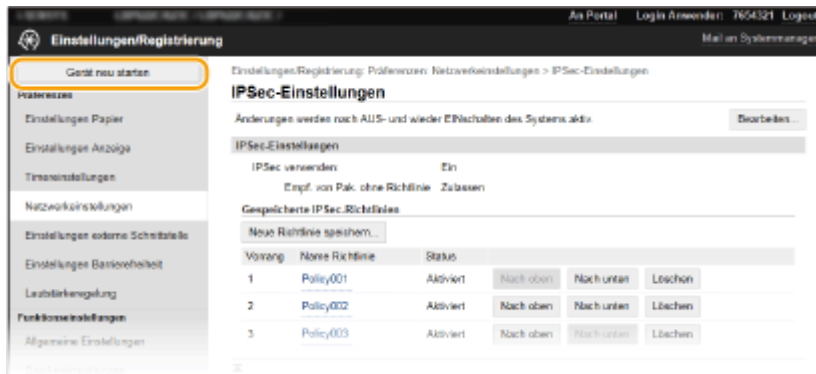 An Portal Login Anwender: 7654321 Logout
Einstellungen/Registrierung
Mail an Systemmanager
Gerät neu starten
Einstellungen/Registrierung: Präferenzen: Netzwerkeinstellungen > IPSec-Einstellungen
Präferenzen
IPSec-Einstellungen
Einstellungen Papier
Änderungen werden nach AUS- und wieder EINschalten des Systems aktiv.
Bearbeiten...
Einstellungen Anzeige
IPSec-Einstellungen
Timereinstellungen
IPSec verwenden: Ein
Empf. von Pak. ohne Richtlinie Zulassen
Netzwerkeinstellungen
Gespeicherte IPSec.Richtlinien
Einstellungen externe Schnittstelle
Neue Richtlinie speichern...
Einstellungen Barrierefreiheit
Vorrang Name Richtlinie Status
Lautstärkeregelung
1 Policy001 Aktiviert Nach oben Nach unten Löschen
Funktionseinstellungen
2 Policy002 Aktiviert Nach oben Nach unten Löschen
Allgemeine Einstellungen
3 Policy003 Aktiviert Nach oben Nach unten Löschen